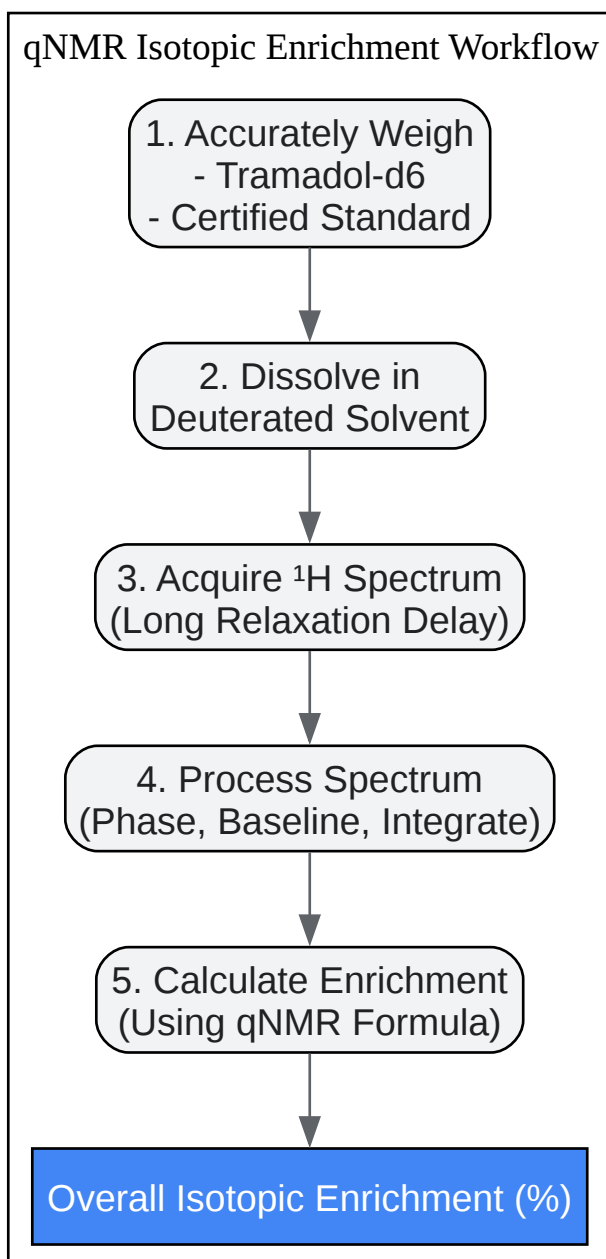 qNMR Isotopic Enrichment Workflow
1. Accurately Weigh
- Tramadol-d6
- Certified Standard
2. Dissolve in
Deuterated Solvent
3. Acquire ¹H Spectrum
(Long Relaxation Delay)
4. Process Spectrum
(Phase, Baseline, Integrate)
5. Calculate Enrichment
(Using qNMR Formula)
Overall Isotopic Enrichment (%)